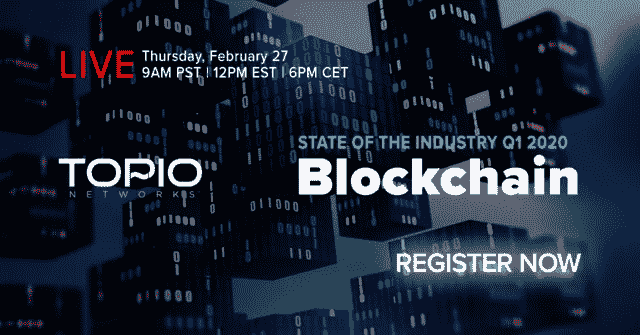 LIVE
Thursday, February 27
9AM PST | 12PM EST | 6PM CET
STATE OF THE INDUSTRY Q1 2020
Blockchain
TOPIO
NETWORKS
REGISTER NOW